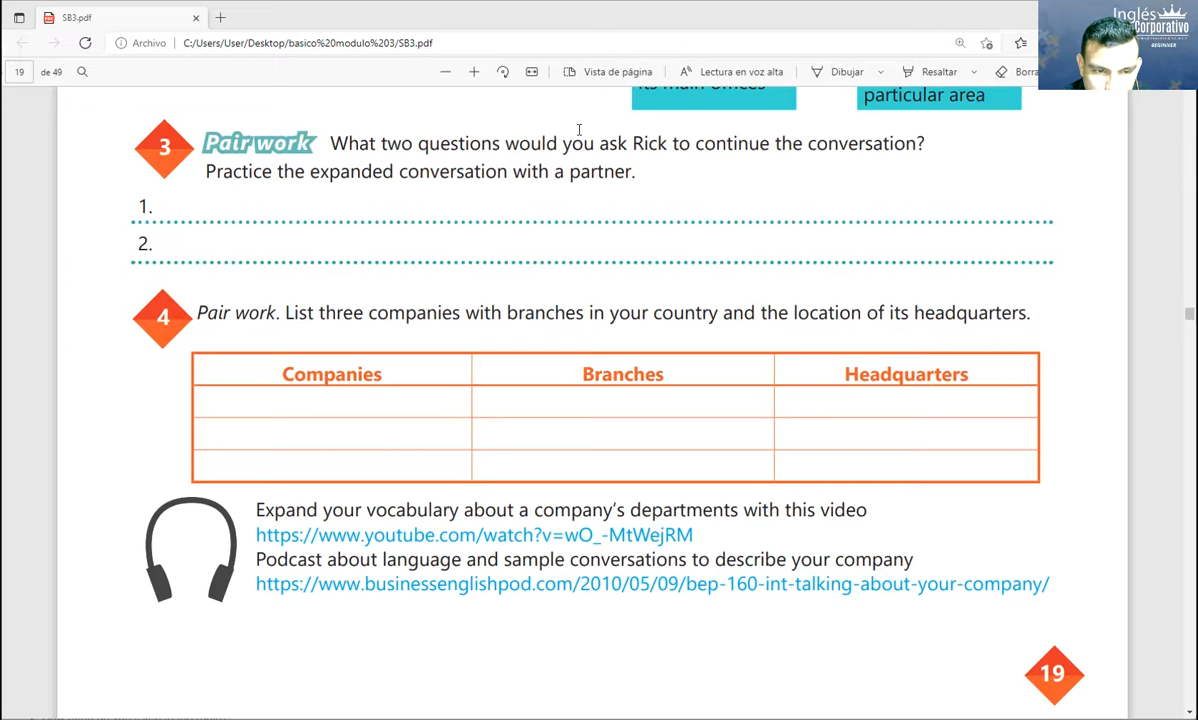 SB3.pdf
Archivo
C:/Users/User/Desktop/basico%20modulo%203/SB3.pdf
19
de 49
Vista de página
Lectura en voz alta
Dibujar
Resaltar
Borra
Inglés
Corporativo
BEGINNER
its main offices
particular area
3
Pair work What two questions would you ask Rick to continue the conversation?
Practice the expanded conversation with a partner.
1.
2.
4
Pair work. List three companies with branches in your country and the location of its headquarters.
Companies Branches Headquarters
Expand your vocabulary about a company's departments with this video
https://www.youtube.com/watch?v=wO_-MtWejRM
Podcast about language and sample conversations to describe your company
https://www.businessenglishpod.com/2010/05/09/bep-160-int-talking-about-your-company/
19